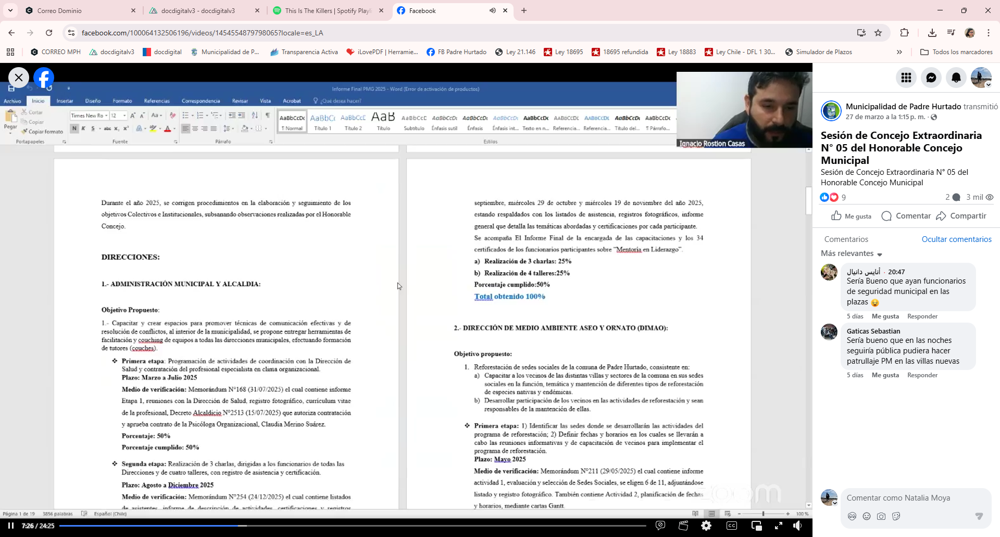 Correo Dominio
docdigitalv3 - docdigitalv3
This Is The Killers | Spotify Playli
Facebook
facebook.com/100064132506196/videos/1454554879798065?locale=es_LA
CORREO MPH
docdigitalv3
docdigital
Municipalidad de P...
Transparencia Activa
iLovePDF | Herramie...
FB Padre Hurtado
Ley 21.146
Ley 18695
18695 refundida
Ley 18883
Ley Chile - DFL 1 30...
Simulador de Plazos
Todos los marcadores
Informe Final PMG 2025 - Word (Error de activación de productos)
Archivo Inicio Insertar Diseño Formato Referencias Correspondencia Revisar Vista Acrobat ¿Qué desea hacer?
Pegar
Cortar
Copiar
Copiar formato
Portapapeles
Times New Ro 12
N K S abc x₂ x²
Fuente
Párrafo
AaBbCcDc AaBbC AaBbCcD AaB AaBbCcC AaBbCcDc AaBbCcDc AaBbCcDc AaBbCcDc AaBbCcDc AaBbCcDc AaBbCcDc AaBbCcDc
¶ Normal Título 1 Título 2 Título Subtítulo Énfasis sutil Énfasis Énfasis int... Texto en n... Referencia... Referencia... Título del... ¶ Párrafo...
Estilos
Ignacio Rostion Casas
Durante el año 2025, se corrigen procedimientos en la elaboración y seguimiento de los
objetivos Colectivos e Institucionales, subsanando observaciones realizadas por el Honorable
Concejo.
DIRECCIONES:
1.- ADMINISTRACIÓN MUNICIPAL Y ALCALDIA:
Objetivo Propuesto:
1.- Capacitar y crear espacios para promover técnicas de comunicación efectivas y de
resolución de conflictos, al interior de la municipalidad, se propone entregar herramientas de
facilitación y couching de equipos a todas las direcciones municipales, efectuando formación
de tutores (couches).
❖ Primera etapa: Programación de actividades de coordinación con la Dirección de
Salud y contratación del profesional especialista en clima organizacional.
Plazo: Marzo a Julio 2025
Medio de verificación: Memorándum N°168 (31/07/2025) el cual contiene informe
Etapa 1, reuniones con la Dirección de Salud, registro fotográfico, currículum vitae
de la profesional, Decreto Alcaldicio N°2513 (15/07/2025) que autoriza contratación
y aprueba contrato de la Psicóloga Organizacional, Claudia Merino Suárez.
Porcentaje: 50%
Porcentaje cumplido: 50%
❖ Segunda etapa: Realización de 3 charlas, dirigidas a los funcionarios de todas las
Direcciones y de cuatro talleres, con registro de asistencia y certificación.
Plazo: Agosto a Diciembre 2025
Medio de verificación: Memorándum N°254 (24/12/2025) el cual contiene listados
de asistentes, informe de descripción de actividades, certificaciones y registros
septiembre, miércoles 29 de octubre y miércoles 19 de noviembre del año 2025,
estando respaldados con los listados de asistencia, registros fotográficos, informe
general que detalla las temáticas abordadas y certificaciones por cada participante.
Se acompaña El Informe Final de la encargada de las capacitaciones y los 34
certificados de los funcionarios participantes sobre "Mentoría en Liderazgo".
a) Realización de 3 charlas: 25%
b) Realización de 4 talleres:25%
Porcentaje cumplido:50%
Total obtenido 100%
2.- DIRECCIÓN DE MEDIO AMBIENTE ASEO Y ORNATO (DIMAO):
Objetivo propuesto:
1. Reforestación de sedes sociales de la comuna de Padre Hurtado, consistente en:
a) Capacitar a los vecinos de las distintas villas y sectores de la comuna en sus sedes
sociales en la función, temática y mantención de diferentes tipos de reforestación
de especies nativas y endémicas.
b) Desarrollar participación de los vecinos en las actividades de reforestación y sean
responsables de la mantención de ellas.
❖ Primera etapa: 1) Identificar las sedes donde se desarrollarán las actividades del
programa de reforestación; 2) Definir fechas y horarios en los cuales se llevarán a
cabo las reuniones informativas y de capacitación de vecinos para implementar el
programa de reforestación.
Plazo: Mayo 2025
Medio de verificación: Memorándum N°211 (29/05/2025) el cual contiene informe
actividad 1, evaluación y selección de Sedes Sociales, se eligen 6 de 11, adjuntándose
listado y registro fotográfico. También contiene Actividad 2, planificación de fechas
y horarios, mediante cartas Gantt.
zoom
Página 1 de 19 3856 palabras Español (Chile)
100 %
7:26 / 24:25
CC
Municipalidad de Padre Hurtado transmitió
27 de marzo a la 1:15 p. m. ·
Sesión de Concejo Extraordinaria
N° 05 del Honorable Concejo
Municipal
Sesión de Concejo Extraordinaria N° 05 del
Honorable Concejo Municipal
9
2
3 mil
Me gusta
Comentar
Compartir
Comentarios
Ocultar comentarios
Más relevantes
أنايس دانيال · 20:47
Sería Bueno que ayan funcionarios
de seguridad municipal en las
plazas 😌
5 días Me gusta Responder
Gaticas Sebastian
Sería bueno que en las noches
seguiría pública pudiera hacer
patrullaje PM en las villas nuevas
5 días Me gusta Responder
Comentar como Natalia Moya